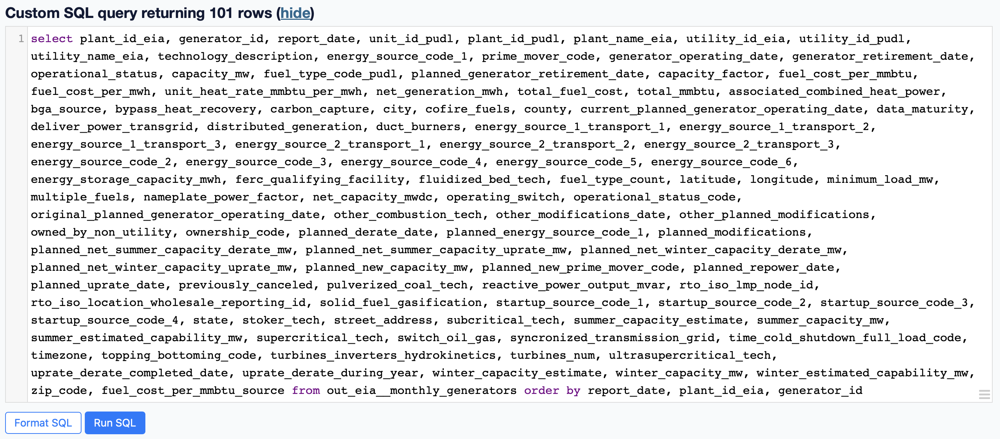 Custom SQL query returning 101 rows (hide)
1 select plant_id_eia, generator_id, report_date, unit_id_pudl, plant_id_pudl, plant_name_eia, utility_id_eia, utility_id_pudl,
utility_name_eia, technology_description, energy_source_code_1, prime_mover_code, generator_operating_date, generator_retirement_date,
operational_status, capacity_mw, fuel_type_code_pudl, planned_generator_retirement_date, capacity_factor, fuel_cost_per_mmbtu,
fuel_cost_per_mwh, unit_heat_rate_mmbtu_per_mwh, net_generation_mwh, total_fuel_cost, total_mmbtu, associated_combined_heat_power,
bga_source, bypass_heat_recovery, carbon_capture, city, cofire_fuels, county, current_planned_generator_operating_date, data_maturity,
deliver_power_transgrid, distributed_generation, duct_burners, energy_source_1_transport_1, energy_source_1_transport_2,
energy_source_1_transport_3, energy_source_2_transport_1, energy_source_2_transport_2, energy_source_2_transport_3,
energy_source_code_2, energy_source_code_3, energy_source_code_4, energy_source_code_5, energy_source_code_6,
energy_storage_capacity_mwh, ferc_qualifying_facility, fluidized_bed_tech, fuel_type_count, latitude, longitude, minimum_load_mw,
multiple_fuels, nameplate_power_factor, net_capacity_mwdc, operating_switch, operational_status_code,
original_planned_generator_operating_date, other_combustion_tech, other_modifications_date, other_planned_modifications,
owned_by_non_utility, ownership_code, planned_derate_date, planned_energy_source_code_1, planned_modifications,
planned_net_summer_capacity_derate_mw, planned_net_summer_capacity_uprate_mw, planned_net_winter_capacity_derate_mw,
planned_net_winter_capacity_uprate_mw, planned_new_capacity_mw, planned_new_prime_mover_code, planned_repower_date,
planned_uprate_date, previously_canceled, pulverized_coal_tech, reactive_power_output_mvar, rto_iso_lmp_node_id,
rto_iso_location_wholesale_reporting_id, solid_fuel_gasification, startup_source_code_1, startup_source_code_2, startup_source_code_3,
startup_source_code_4, state, stoker_tech, street_address, subcritical_tech, summer_capacity_estimate, summer_capacity_mw,
summer_estimated_capability_mw, supercritical_tech, switch_oil_gas, syncronized_transmission_grid, time_cold_shutdown_full_load_code,
timezone, topping_bottoming_code, turbines_inverters_hydrokinetics, turbines_num, ultrasupercritical_tech,
uprate_derate_completed_date, uprate_derate_during_year, winter_capacity_estimate, winter_capacity_mw, winter_estimated_capability_mw,
zip_code, fuel_cost_per_mmbtu_source from out_eia__monthly_generators order by report_date, plant_id_eia, generator_id
Format SQL Run SQL